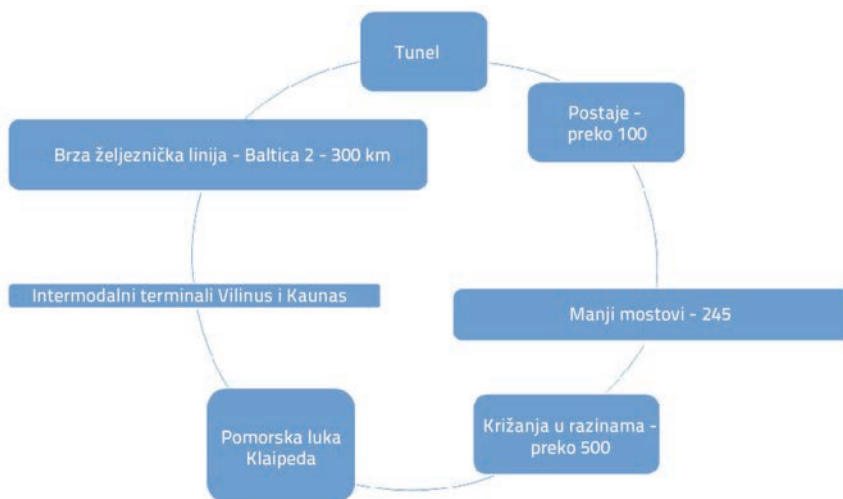 Tunel
Postaje -
preko 100
Brza željeznička linija - Baltica 2 - 300 km
Intermodalni terminali Vilinus i Kaunas
Manji mostovi - 245
Pomorska luka
Klaipeda
Križanja u razinama -
preko 500